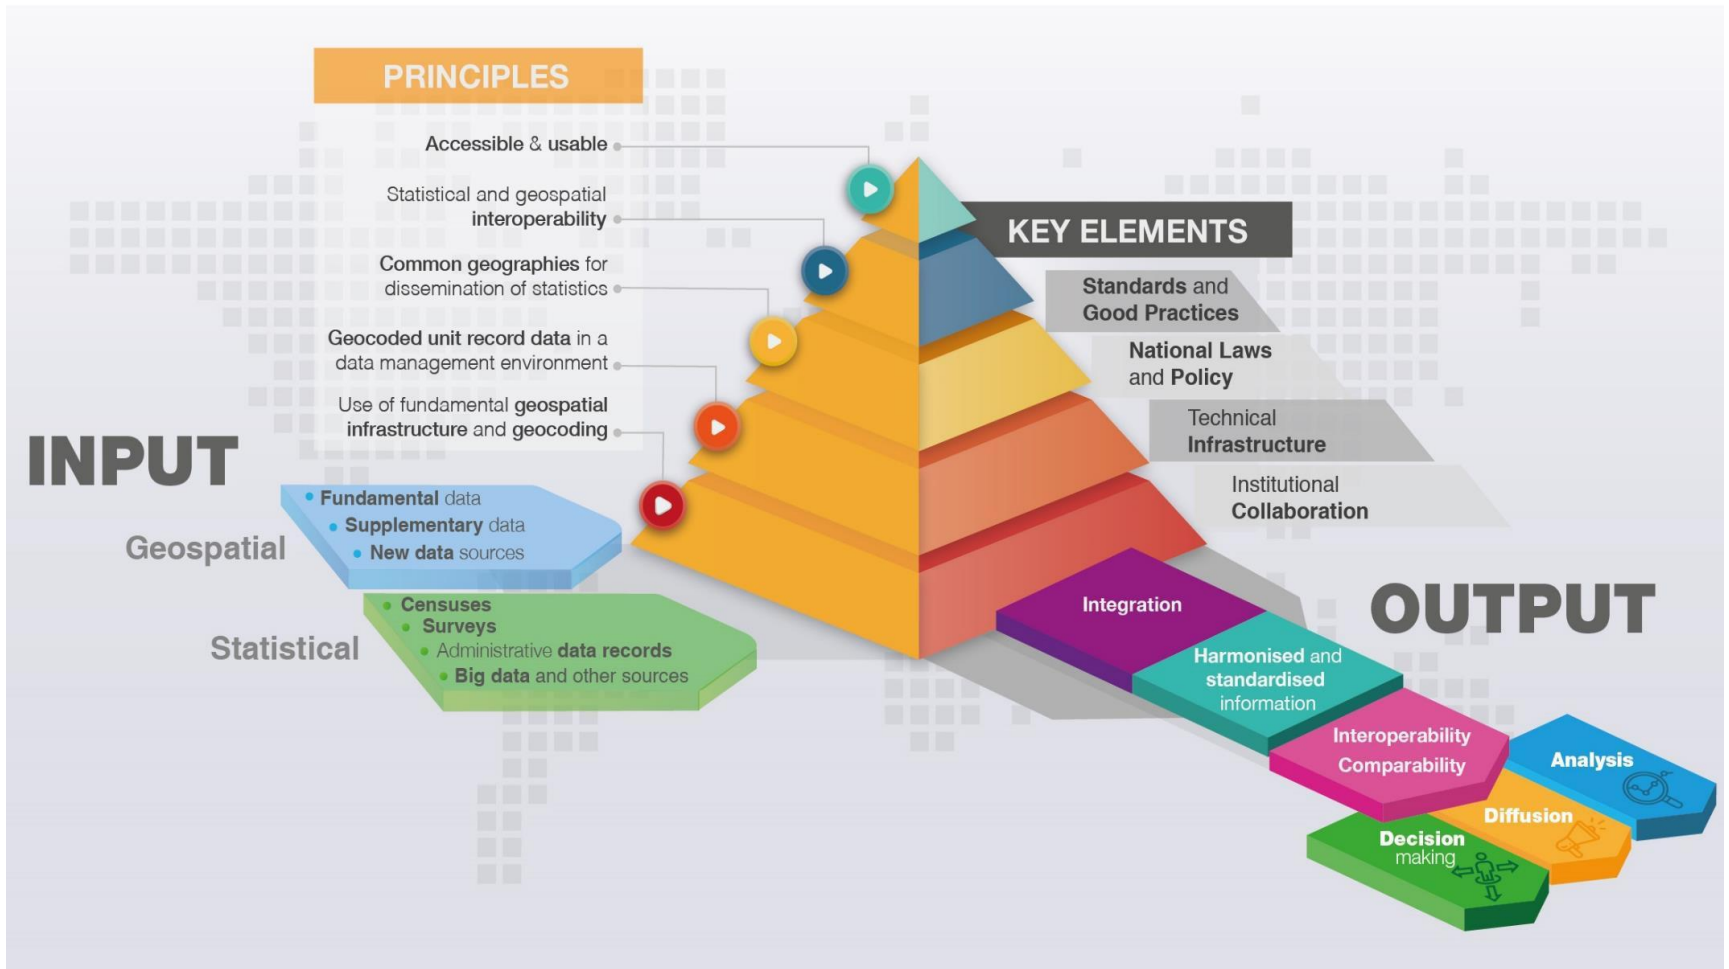 PRINCIPLES
Accessible & usable
Statistical and geospatial
interoperability
Common geographies for
dissemination of statistics
Geocoded unit record data in a
data management environment
Use of fundamental geospatial
infrastructure and geocoding
KEY ELEMENTS
Standards and
Good Practices
National Laws
and Policy
Technical
Infrastructure
Institutional
Collaboration
INPUT
Geospatial
• Fundamental data
• Supplementary data
• New data sources
Statistical
• Censuses
• Surveys
• Administrative data records
• Big data and other sources
OUTPUT
Integration
Harmonised and
standardised
information
Interoperability
Comparability
Analysis
Diffusion
Decision
making